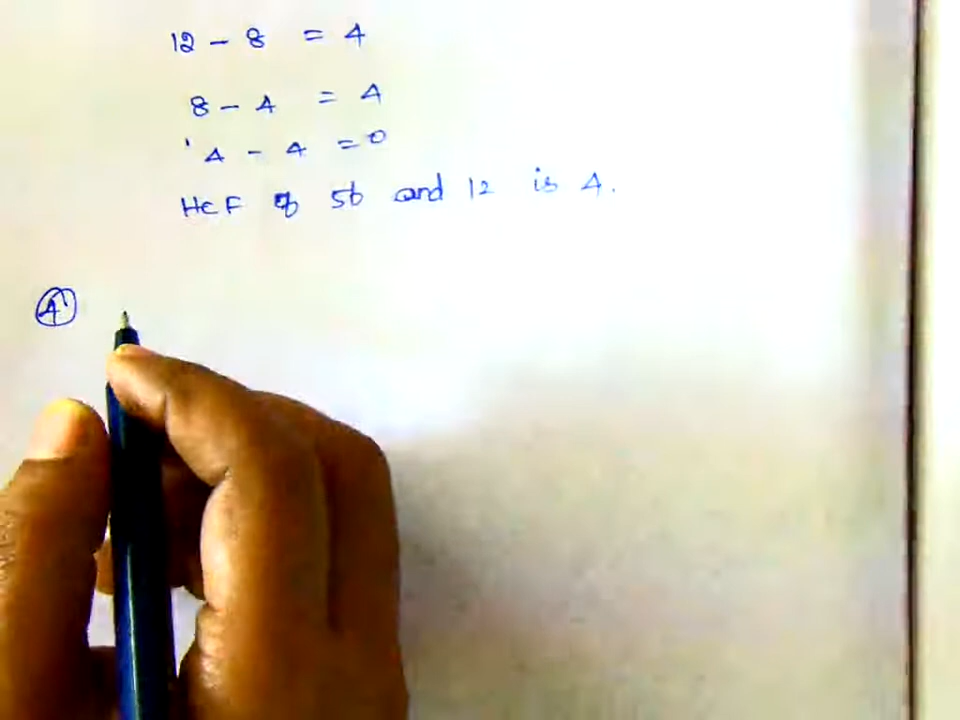 12 - 8 = 4
8 - 4 = 4
4 - 4 = 0
HCF of 56 and 12 is 4.
4